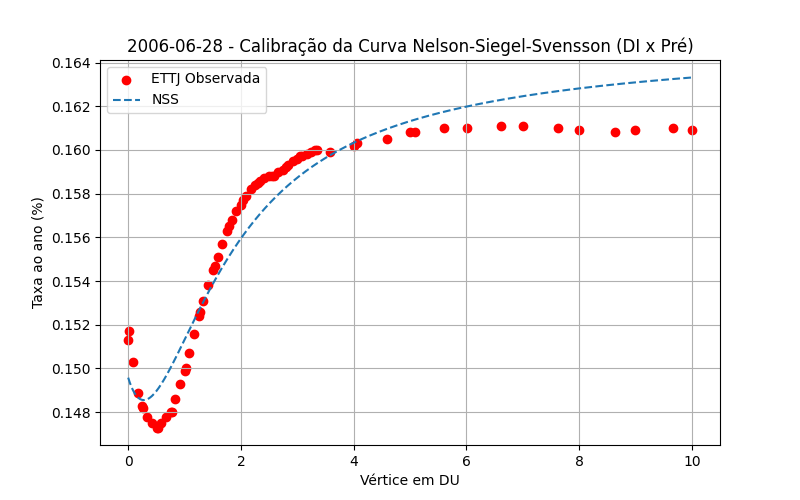 2006-06-28 - Calibração da Curva Nelson-Siegel-Svensson (DI x Pré)
ETTJ Observada
NSS
Taxa ao ano (%)
0.164
0.162
0.160
0.158
0.156
0.154
0.152
0.150
0.148
0 2 4 6 8 10
Vértice em DU